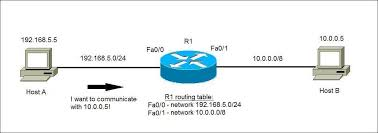 192.168.5.5
R1
10.0.0.5
192.168.5.0/24
Fa0/0
Fa0/1
10.0.0.0/8
Host A
I want to communicate
with 10.0.0.5!
R1 routing table:
Fa0/0 - network 192.168.5.0/24
Fa0/1 - network 10.0.0.0/8
Host B